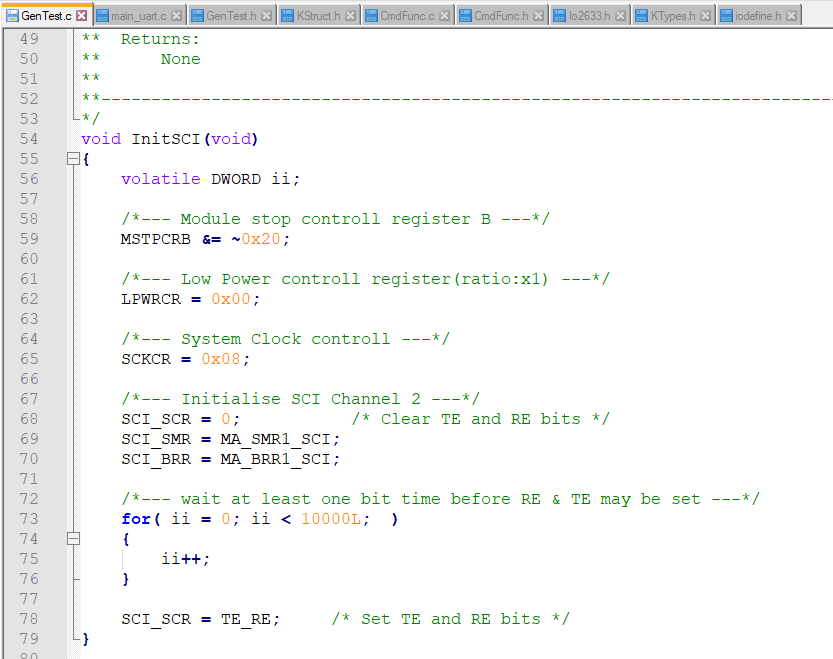 GenTest.c main_uart.c GenTest.h KStruct.h CmdFunc.c CmdFunc.h Io2633.h KTypes.h iodefine.h
49 ** Returns:
50 ** None
51 **
52 **--------------------------------------------------------------------------
53 */
54 void InitSCI(void)
55 {
56 volatile DWORD ii;
57
58 /*--- Module stop controll register B ---*/
59 MSTPCRB &= ~0x20;
60
61 /*--- Low Power controll register(ratio:x1) ---*/
62 LPWRCR = 0x00;
63
64 /*--- System Clock controll ---*/
65 SCKCR = 0x08;
66
67 /*--- Initialise SCI Channel 2 ---*/
68 SCI_SCR = 0; /* Clear TE and RE bits */
69 SCI_SMR = MA_SMR1_SCI;
70 SCI_BRR = MA_BRR1_SCI;
71
72 /*--- wait at least one bit time before RE & TE may be set ---*/
73 for( ii = 0; ii < 10000L; )
74 {
75 ii++;
76 }
77
78 SCI_SCR = TE_RE; /* Set TE and RE bits */
79 }
80